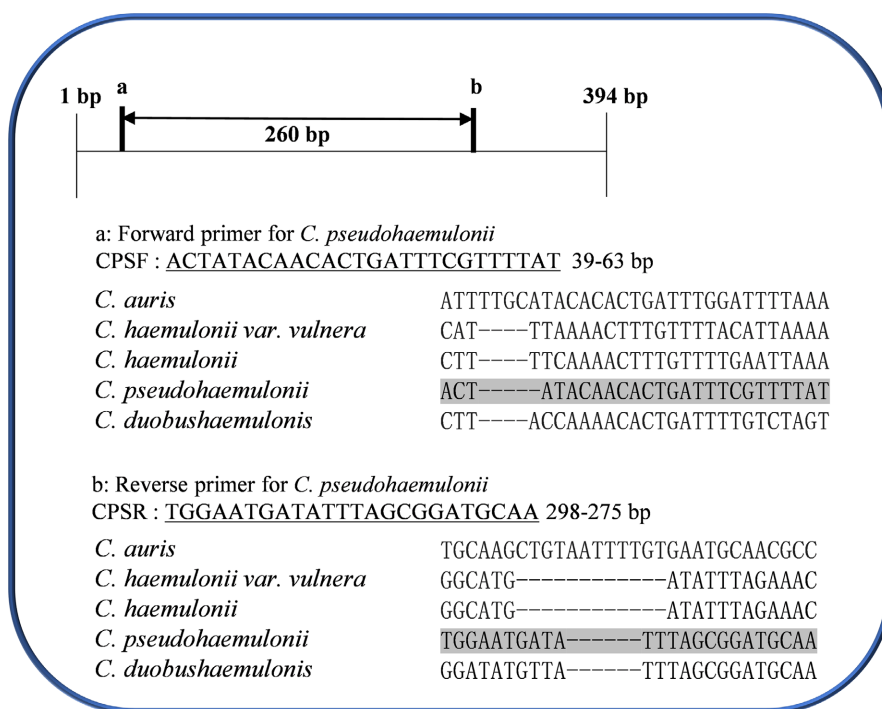 a b
1 bp 394 bp
260 bp
a: Forward primer for C. pseudohaemulonii
CPSF : ACTATACAACACTGATTTCGTTTTAT 39-63 bp
C. auris ATTTTGCATACACACTGATTTGGATTTTAAA
C. haemulonii var. vulnera CAT----TTAAAACTTTGTTTTACATTAAAA
C. haemulonii CTT----TTCAAAACTTTGTTTTGAATTAAA
C. pseudohaemulonii ACT-----ATACAACACTGATTTCGTTTTAT
C. duobushaemulonis CTT----ACCAAAACACTGATTTTGTCTAGT
b: Reverse primer for C. pseudohaemulonii
CPSR : TGGAATGATATTTAGCGGATGCAA 298-275 bp
C. auris TGCAAGCTGTAATTTTGTGAATGCAACGCC
C. haemulonii var. vulnera GGCATG------------ATATTTAGAAAC
C. haemulonii GGCATG------------ATATTTAGAAAC
C. pseudohaemulonii TGGAATGATA------TTTAGCGGATGCAA
C. duobushaemulonis GGATATGTTA------TTTAGCGGATGCAA